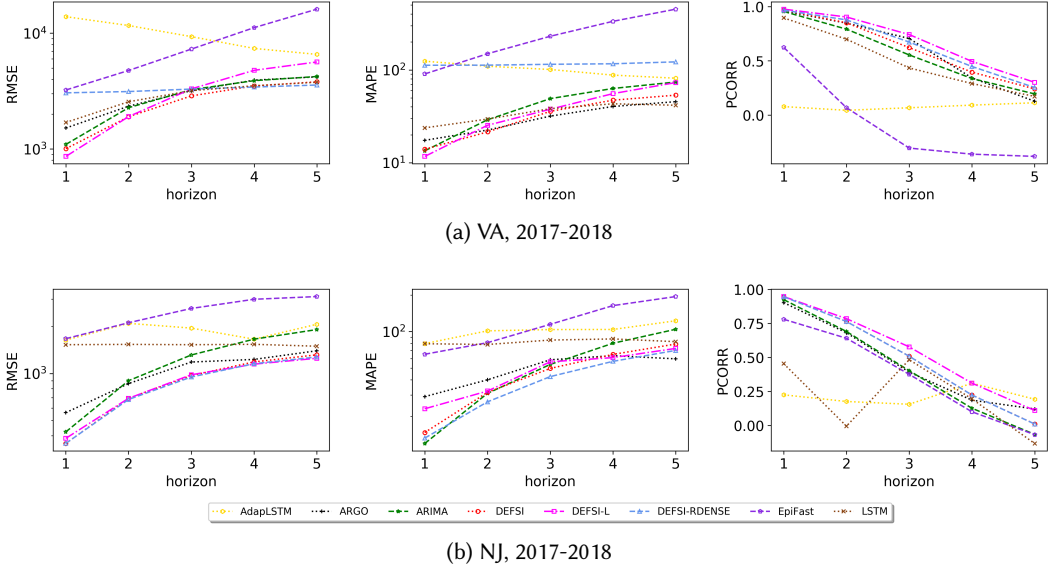 RMSE
10^4
10^3
1 2 3 4 5
horizon
MAPE
10^2
10^1
1 2 3 4 5
horizon
PCORR
1.0
0.5
0.0
1 2 3 4 5
horizon
(a) VA, 2017-2018
RMSE
10^3
1 2 3 4 5
horizon
MAPE
10^2
1 2 3 4 5
horizon
PCORR
1.00
0.75
0.50
0.25
0.00
1 2 3 4 5
horizon
AdapLSTM ARGO ARIMA DEFSI DEFSI-L DEFSI-RDENSE EpiFast LSTM
(b) NJ, 2017-2018